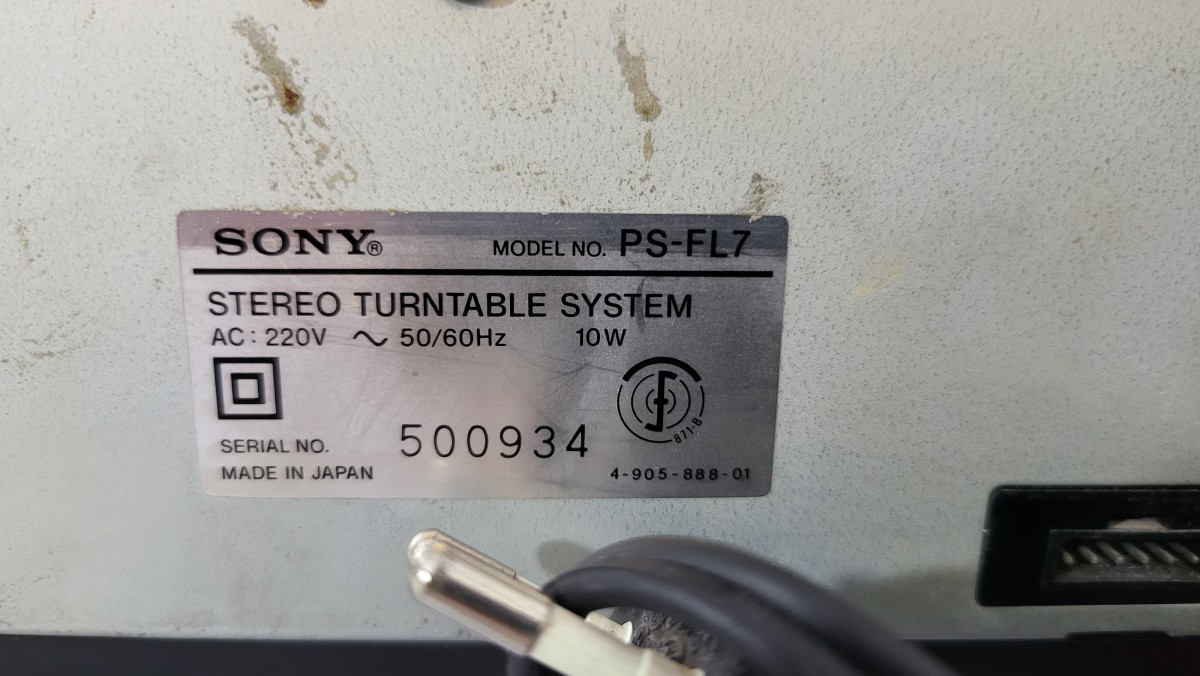 SONY® MODEL NO. PS-FL7
STEREO TURNTABLE SYSTEM
AC: 220V ~ 50/60Hz 10W
871-B
SERIAL NO. 500934
MADE IN JAPAN 4-905-888-01